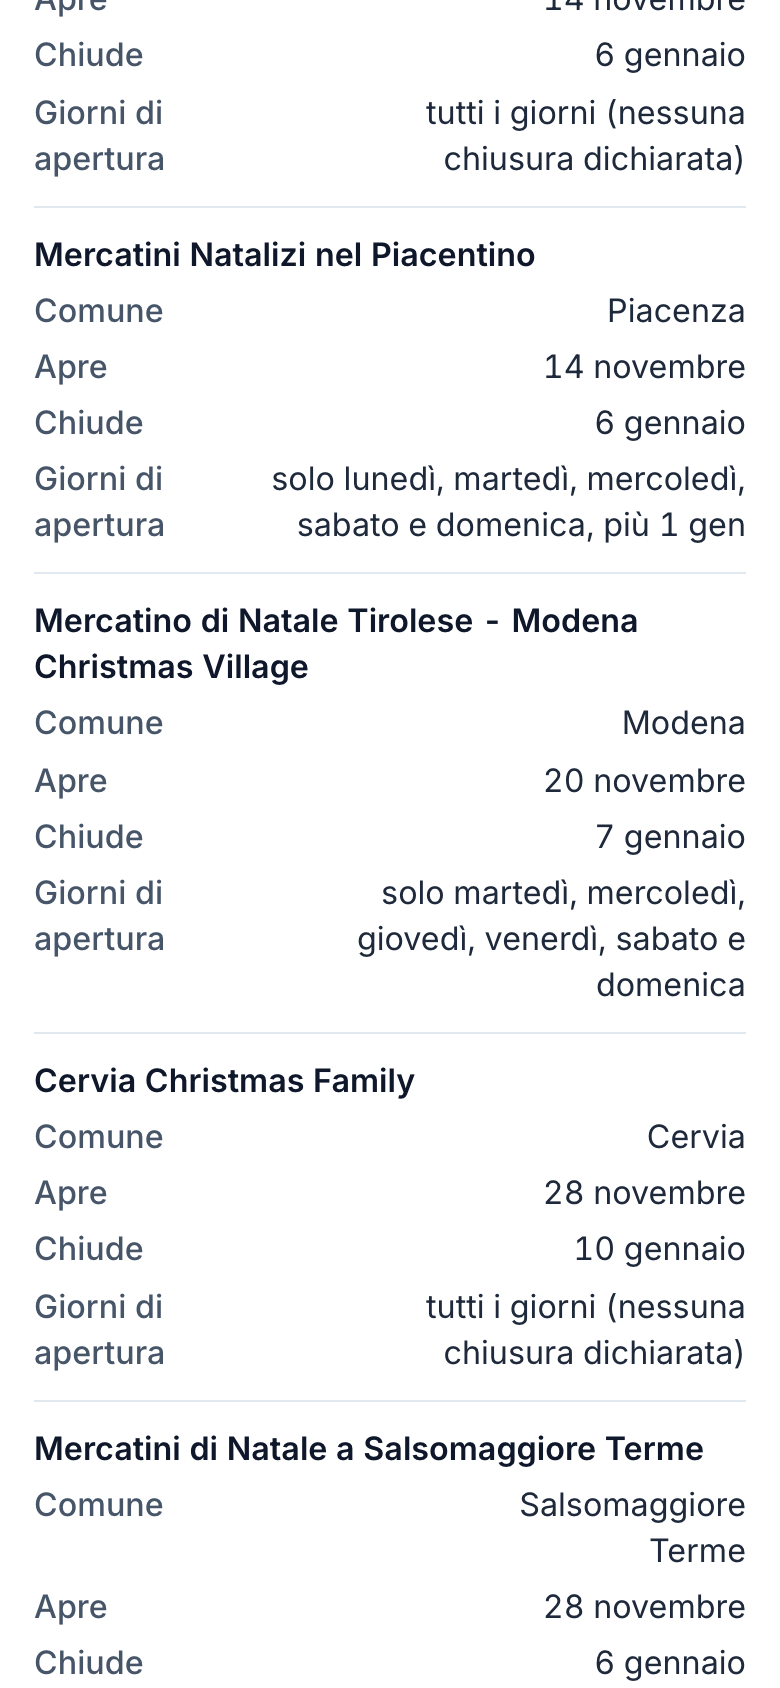 Apre 14 novembre
Chiude 6 gennaio
Giorni di tutti i giorni (nessuna
apertura chiusura dichiarata)
Mercatini Natalizi nel Piacentino
Comune Piacenza
Apre 14 novembre
Chiude 6 gennaio
Giorni di solo lunedì, martedì, mercoledì,
apertura sabato e domenica, più 1 gen
Mercatino di Natale Tirolese - Modena
Christmas Village
Comune Modena
Apre 20 novembre
Chiude 7 gennaio
Giorni di solo martedì, mercoledì,
apertura giovedì, venerdì, sabato e
domenica
Cervia Christmas Family
Comune Cervia
Apre 28 novembre
Chiude 10 gennaio
Giorni di tutti i giorni (nessuna
apertura chiusura dichiarata)
Mercatini di Natale a Salsomaggiore Terme
Comune Salsomaggiore
Terme
Apre 28 novembre
Chiude 6 gennaio